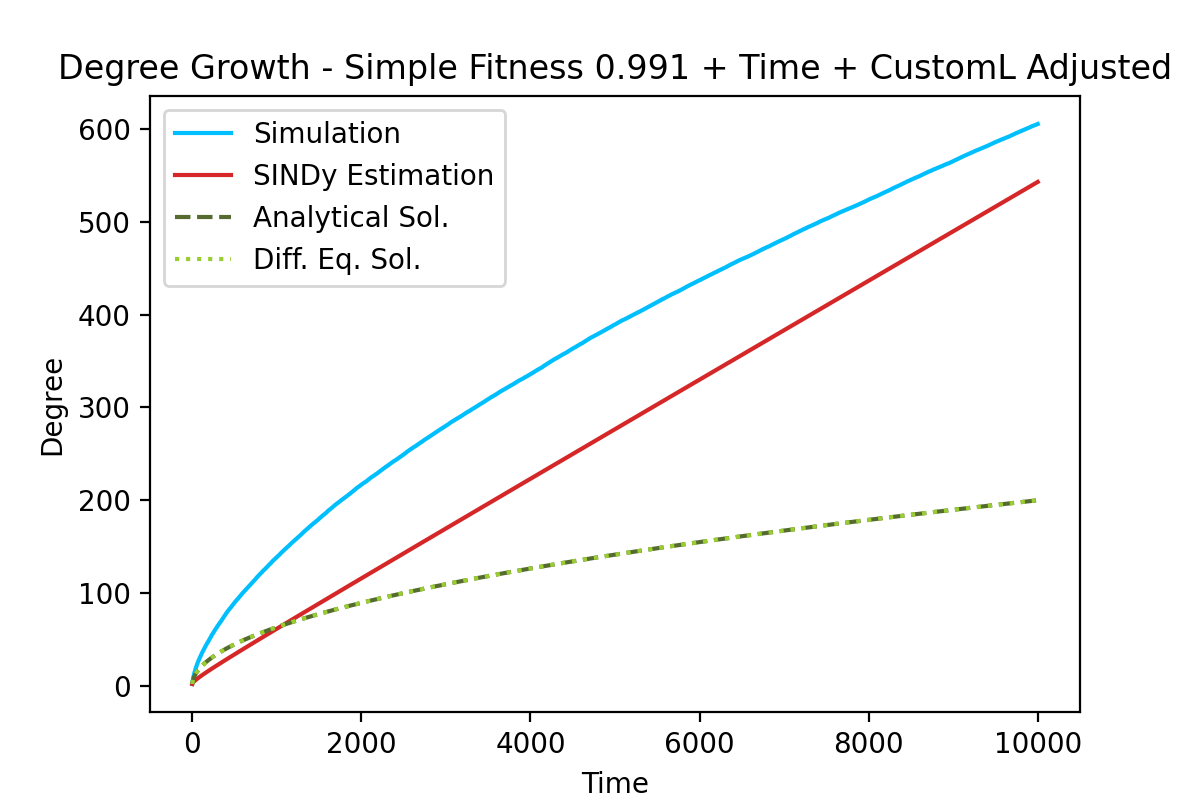 Degree Growth - Simple Fitness 0.991 + Time + CustomL Adjusted
Simulation
SINDy Estimation
Analytical Sol.
Diff. Eq. Sol.
Degree
600
500
400
300
200
100
0
0 2000 4000 6000 8000 10000
Time